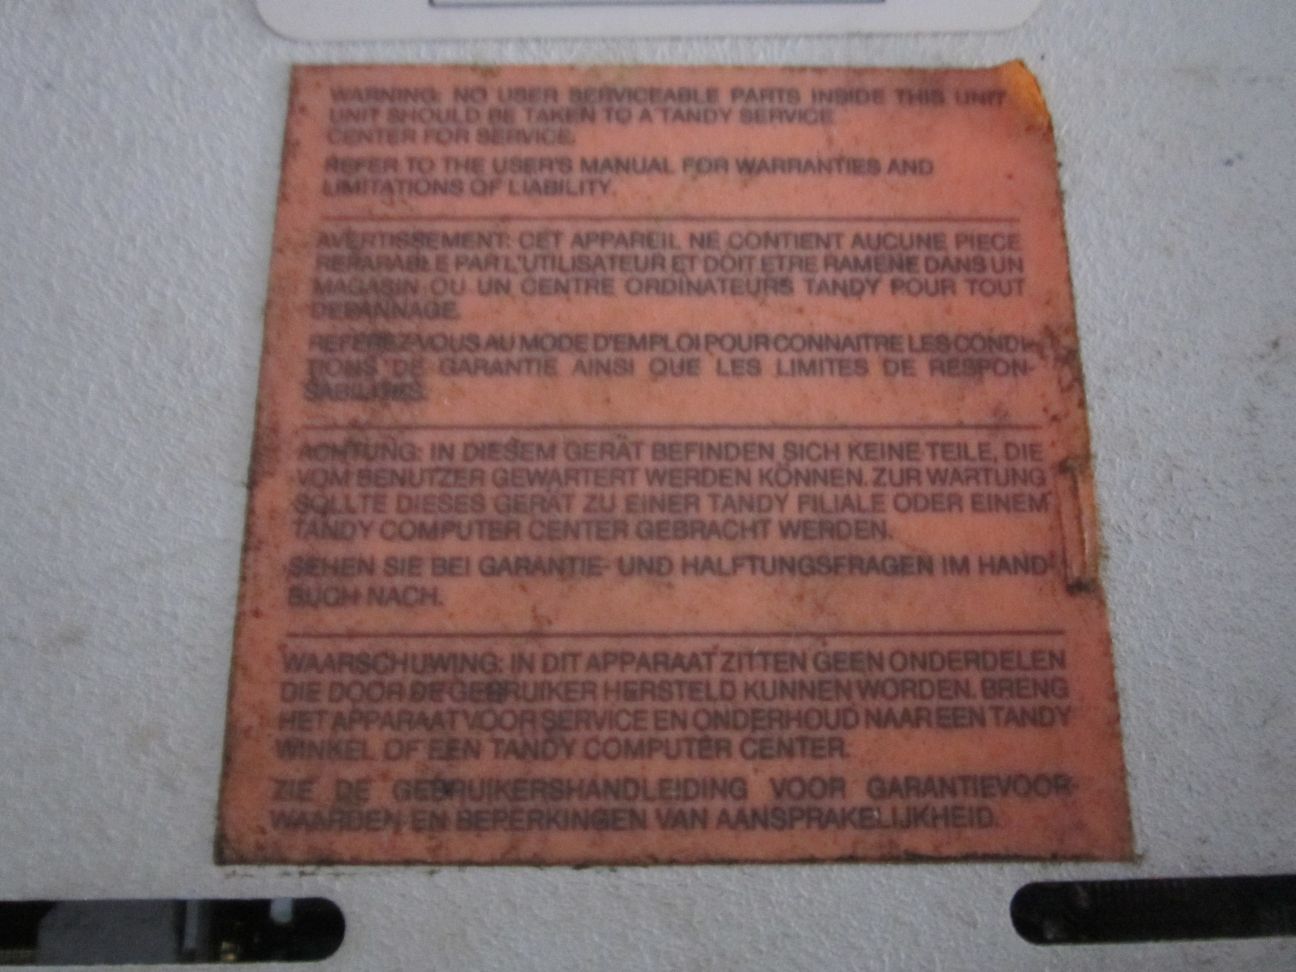 WARNING: NO USER SERVICEABLE PARTS INSIDE THIS UNIT
UNIT SHOULD BE TAKEN TO A TANDY SERVICE
CENTER FOR SERVICE.
REFER TO THE USER'S MANUAL FOR WARRANTIES AND
LIMITATIONS OF LIABILITY.
AVERTISSEMENT: CET APPAREIL NE CONTIENT AUCUNE PIECE
REPARABLE PAR L'UTILISATEUR ET DOIT ETRE RAMENE DANS UN
MAGASIN OU UN CENTRE ORDINATEURS TANDY POUR TOUT
DEPANNAGE.
REFEREZ-VOUS AU MODE D'EMPLOI POUR CONNAITRE LES CONDI-
TIONS DE GARANTIE AINSI QUE LES LIMITES DE RESPON-
SABILITES.
ACHTUNG: IN DIESEM GERÄT BEFINDEN SICH KEINE TEILE, DIE
VOM BENUTZER GEWARTERT WERDEN KÖNNEN. ZUR WARTUNG
SOLLTE DIESES GERÄT ZU EINER TANDY FILIALE ODER EINEM
TANDY COMPUTER CENTER GEBRACHT WERDEN.
SEHEN SIE BEI GARANTIE- UND HALFTUNGSFRAGEN IM HAND-
BUCH NACH.
WAARSCHUWING: IN DIT APPARAAT ZITTEN GEEN ONDERDELEN
DIE DOOR DE GEBRUIKER HERSTELD KUNNEN WORDEN. BRENG
HET APPARAAT VOOR SERVICE EN ONDERHOUD NAAR EEN TANDY
WINKEL OF EEN TANDY COMPUTER CENTER.
ZIE DE GEBRUIKERSHANDLEIDING VOOR GARANTIEVOOR-
WAARDEN EN BEPERKINGEN VAN AANSPRAKELIJKHEID.